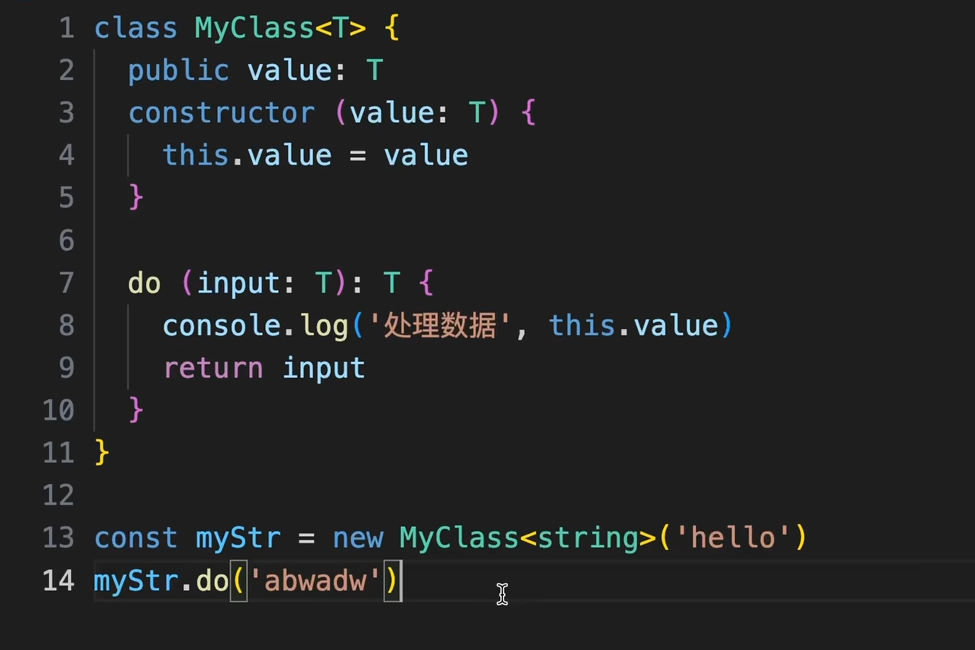 1 class MyClass<T> {
2 public value: T
3 constructor (value: T) {
4 this.value = value
5 }
6
7 do (input: T): T {
8 console.log('处理数据', this.value)
9 return input
10 }
11 }
12
13 const myStr = new MyClass<string>('hello')
14 myStr.do('abwadw')